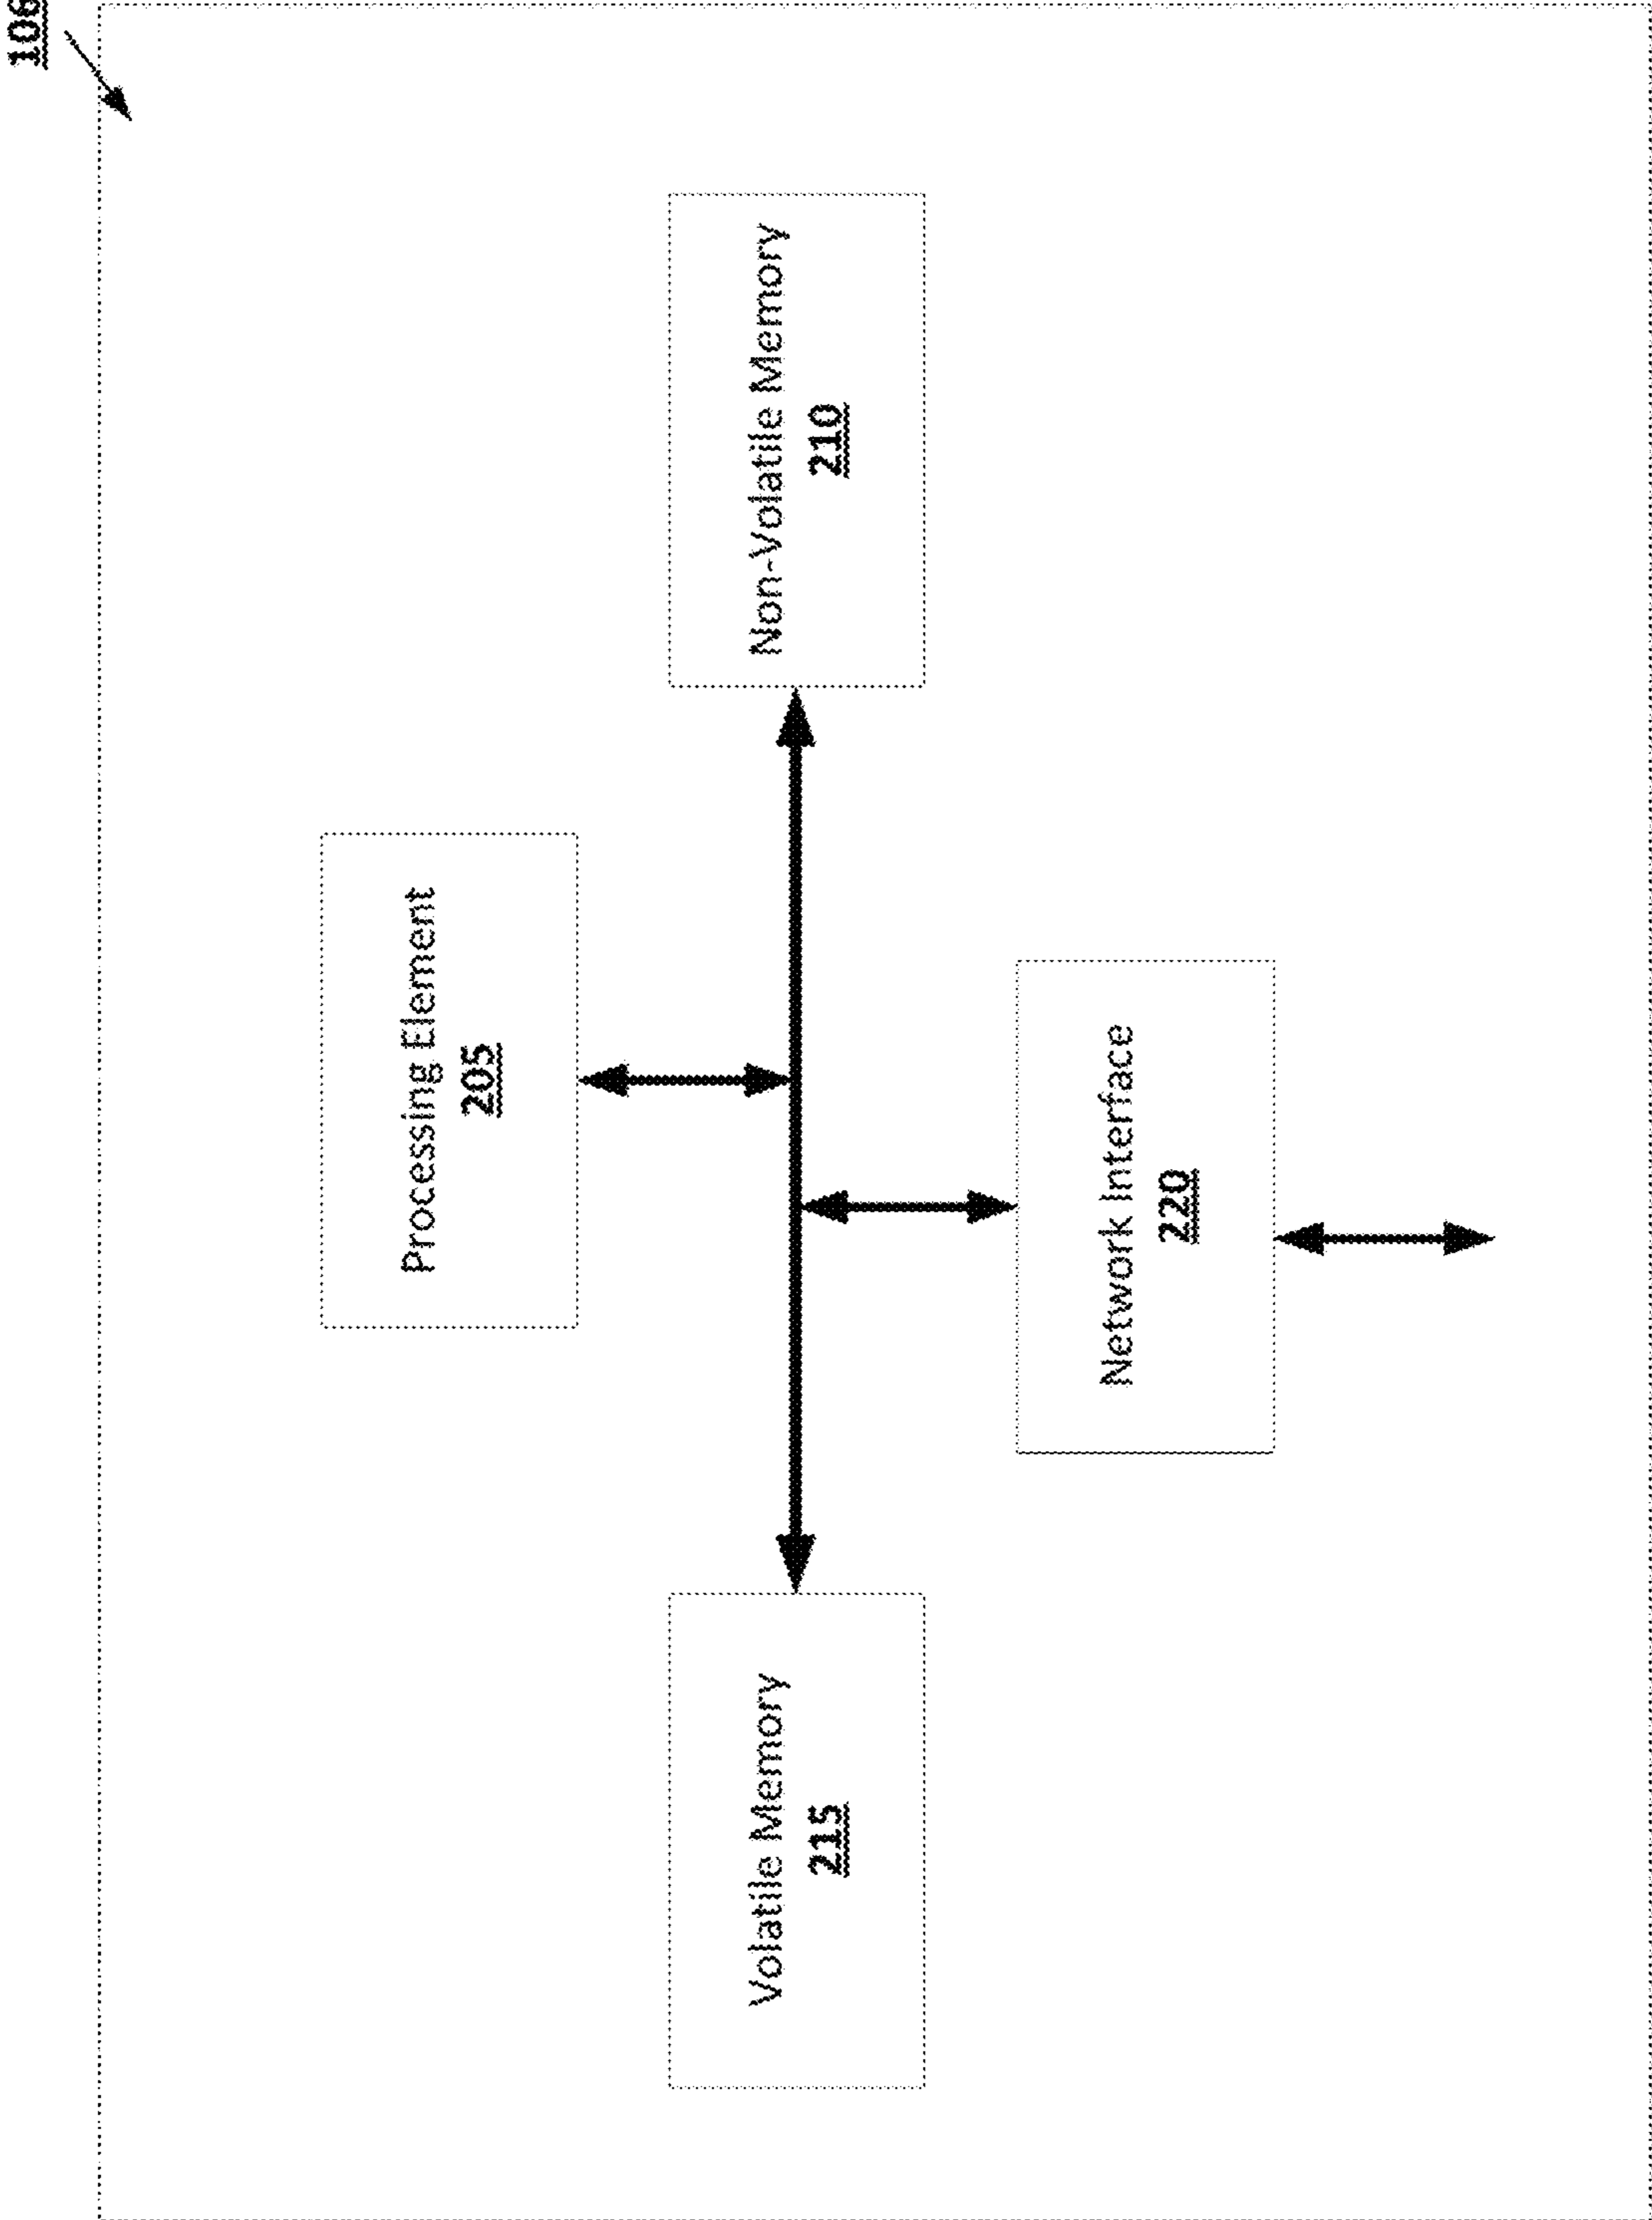 106
Processing Element
205
Volatile Memory
215
Non-Volatile Memory
210
Network Interface
220